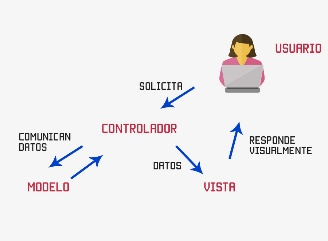 USUARIO
SOLICITA
CONTROLADOR
COMUNICAN
DATOS
RESPONDE
VISUALMENTE
DATOS
MODELO
VISTA